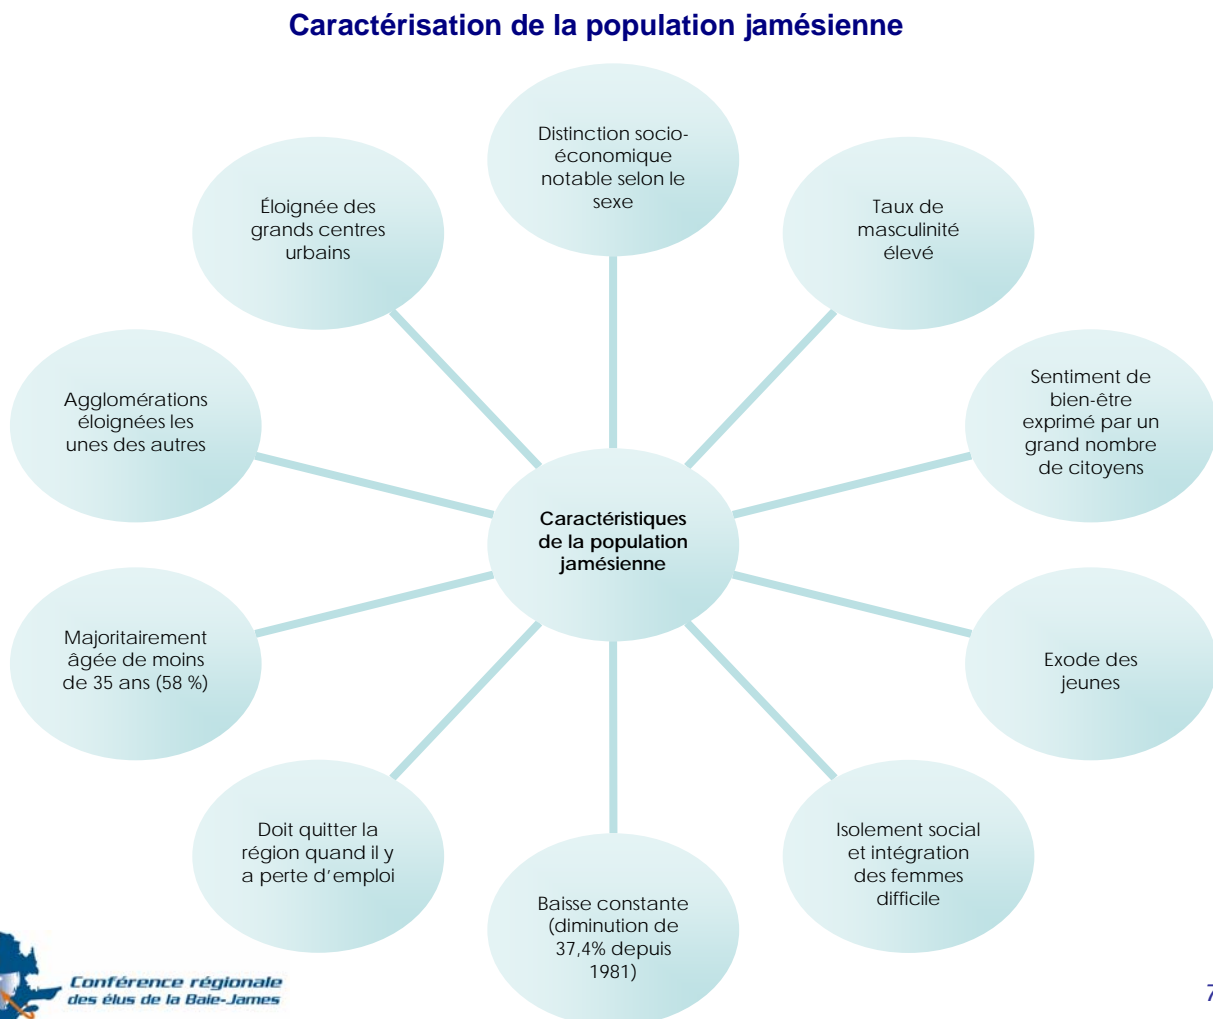 Caractérisation de la population jamésienne
Distinction socio-
économique
notable selon le
sexe
Taux de
masculinité
élevé
Sentiment de
bien-être
exprimé par un
grand nombre
de citoyens
Exode des
jeunes
Isolement social
et intégration
des femmes
difficile
Baisse constante
(diminution de
37,4% depuis
1981)
Doit quitter la
région quand il y
a perte d'emploi
Majoritairement
âgée de moins
de 35 ans (58 %)
Agglomérations
éloignées les
unes des autres
Éloignée des
grands centres
urbains
Caractéristiques
de la population
jamésienne
Conférence régionale
des élus de la Baie-James
7